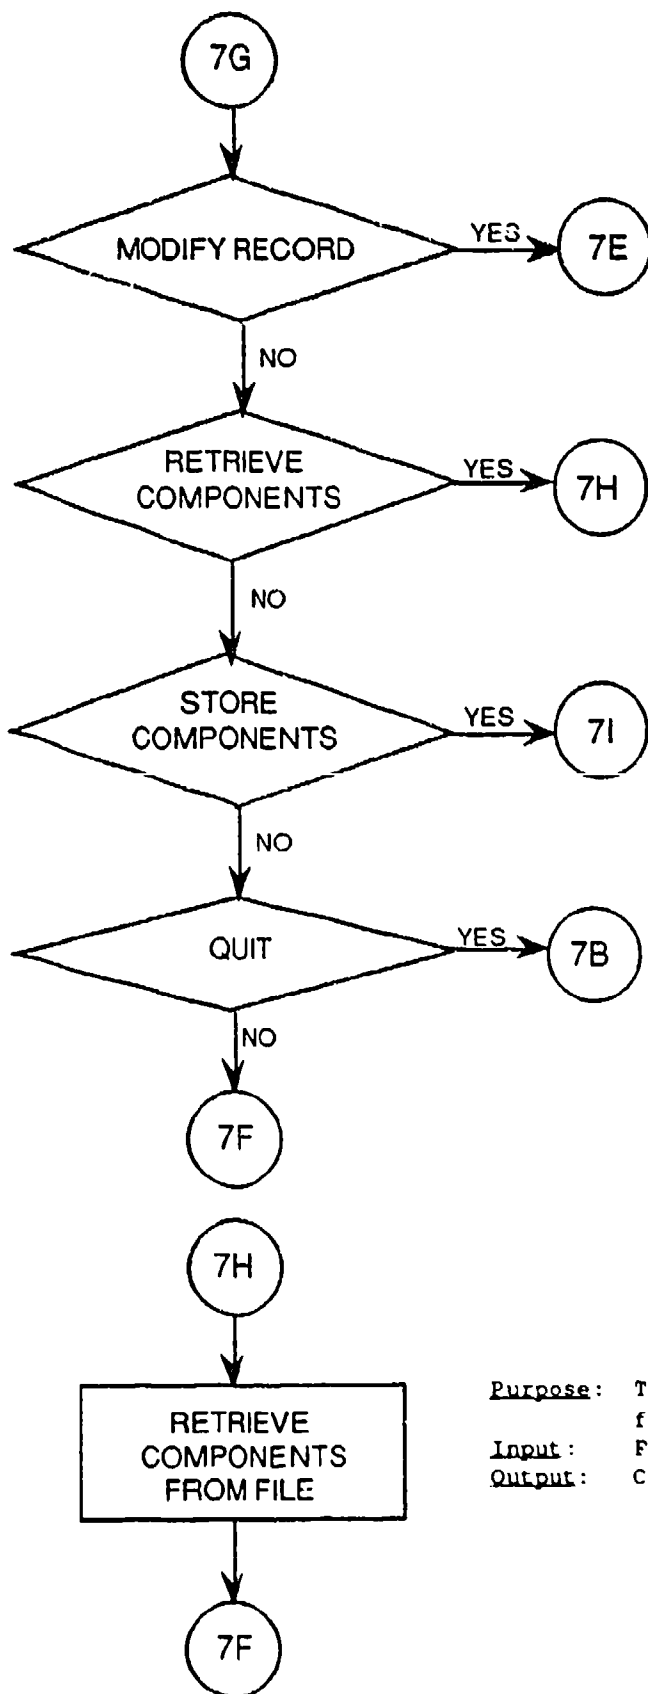 7G
MODIFY RECORD
YES
7E
NO
RETRIEVE
COMPONENTS
YES
7H
NO
STORE
COMPONENTS
YES
7I
NO
QUIT
YES
7B
NO
7F
7H
RETRIEVE
COMPONENTS
FROM FILE
Purpose: T
f
Input: F
Output: C
7F